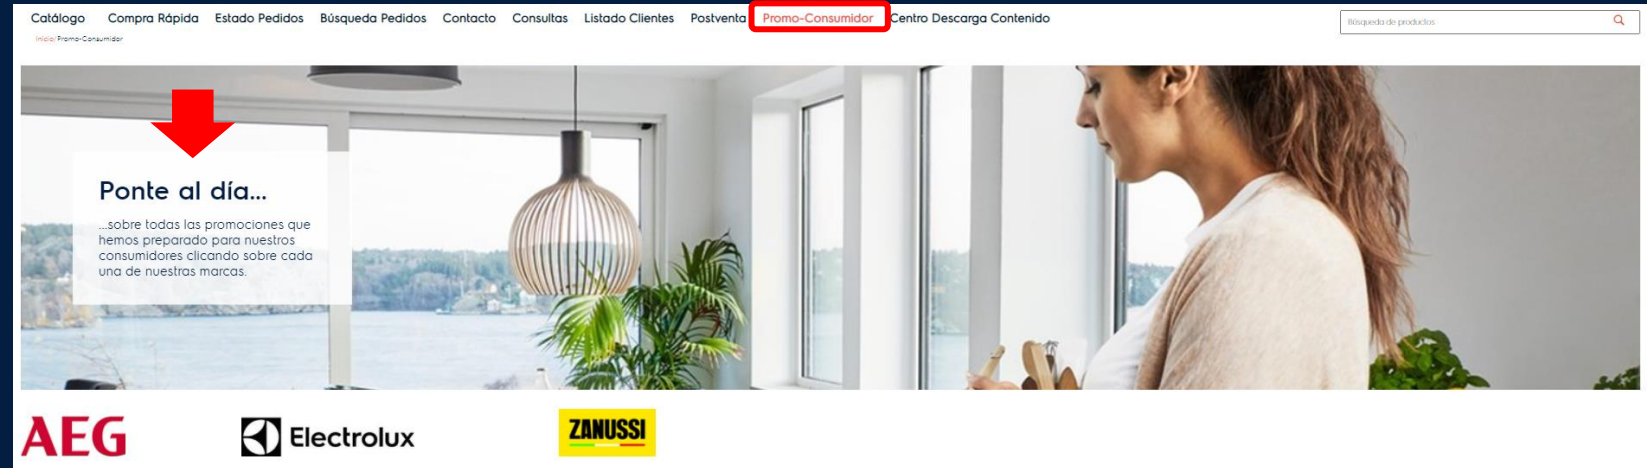 Catálogo Compra Rápida Estado Pedidos Búsqueda Pedidos Contacto Consultas Listado Clientes Postventa Promo-Consumidor Centro Descarga Contenido
Búsqueda de productos
Inicio/Promo-Consumidor
Ponte al día...
...sobre todas las promociones que
hemos preparado para nuestros
consumidores clicando sobre cada
una de nuestras marcas.
AEG Electrolux ZANUSSI